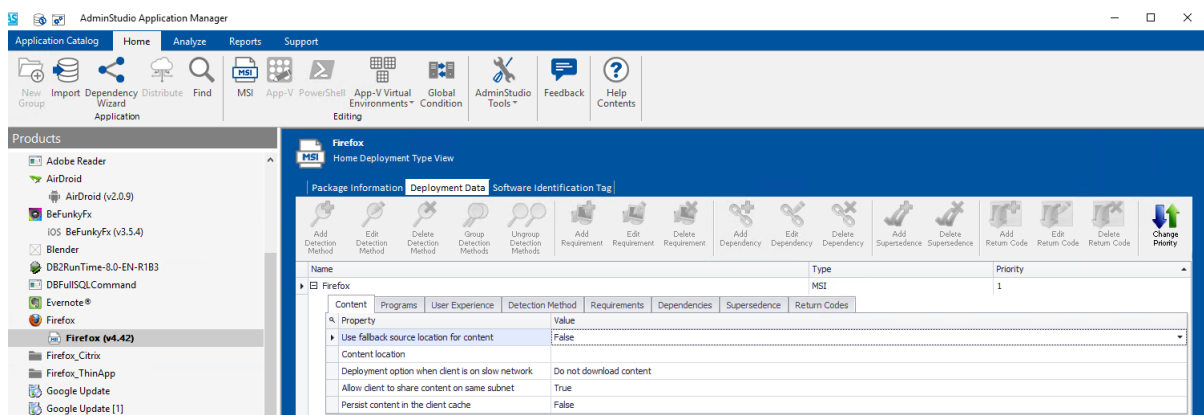 AdminStudio Application Manager
Application Catalog Home Analyze Reports Support
New Group Import Dependency Wizard Distribute Find MSI App-V PowerShell App-V Virtual Environments Global Condition AdminStudio Tools Feedback Help Contents
Application Editing
Products
Adobe Reader
AirDroid
AirDroid (v2.0.9)
BeFunkyFx
iOS BeFunkyFx (v3.5.4)
Blender
DB2RunTime-8.0-EN-R1B3
DBFullSQLCommand
Evernote®
Firefox
Firefox (v4.42)
Firefox_Citrix
Firefox_ThinApp
Google Update
Google Update [1]
Firefox
MSI Home Deployment Type View
Package Information Deployment Data Software Identification Tag
Add Detection Method Edit Detection Method Delete Detection Method Group Detection Methods Ungroup Detection Methods Add Requirement Edit Requirement Delete Requirement Add Dependency Edit Dependency Delete Dependency Add Supersedence Delete Supersedence Add Return Code Edit Return Code Delete Return Code Change Priority
Name Type Priority
Firefox MSI 1
Content Programs User Experience Detection Method Requirements Dependencies Supersedence Return Codes
Property Value
Use fallback source location for content False
Content location
Deployment option when client is on slow network Do not download content
Allow client to share content on same subnet True
Persist content in the client cache False